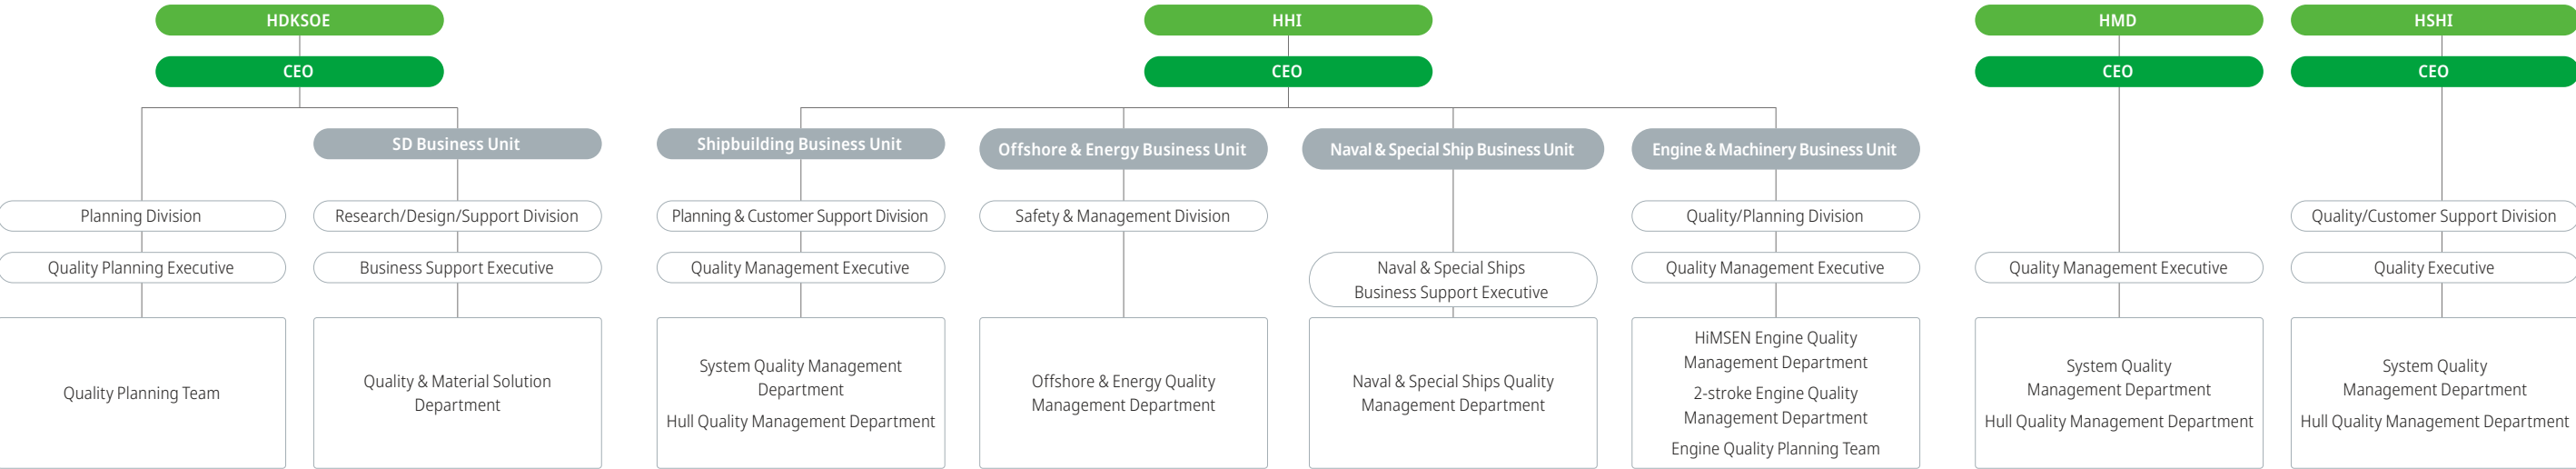 HDKSOE
CEO
Planning Division
Quality Planning Executive
Quality Planning Team
SD Business Unit
Research/Design/Support Division
Business Support Executive
Quality & Material Solution
Department
HHI
CEO
Shipbuilding Business Unit
Planning & Customer Support Division
Quality Management Executive
System Quality Management
Department
Hull Quality Management Department
Offshore & Energy Business Unit
Safety & Management Division
Offshore & Energy Quality
Management Department
Naval & Special Ship Business Unit
Naval & Special Ships
Business Support Executive
Naval & Special Ships Quality
Management Department
Engine & Machinery Business Unit
Quality/Planning Division
Quality Management Executive
HiMSEN Engine Quality
Management Department
2-stroke Engine Quality
Management Department
Engine Quality Planning Team
HMD
CEO
Quality Management Executive
System Quality
Management Department
Hull Quality Management Department
HSHI
CEO
Quality/Customer Support Division
Quality Executive
System Quality
Management Department
Hull Quality Management Department